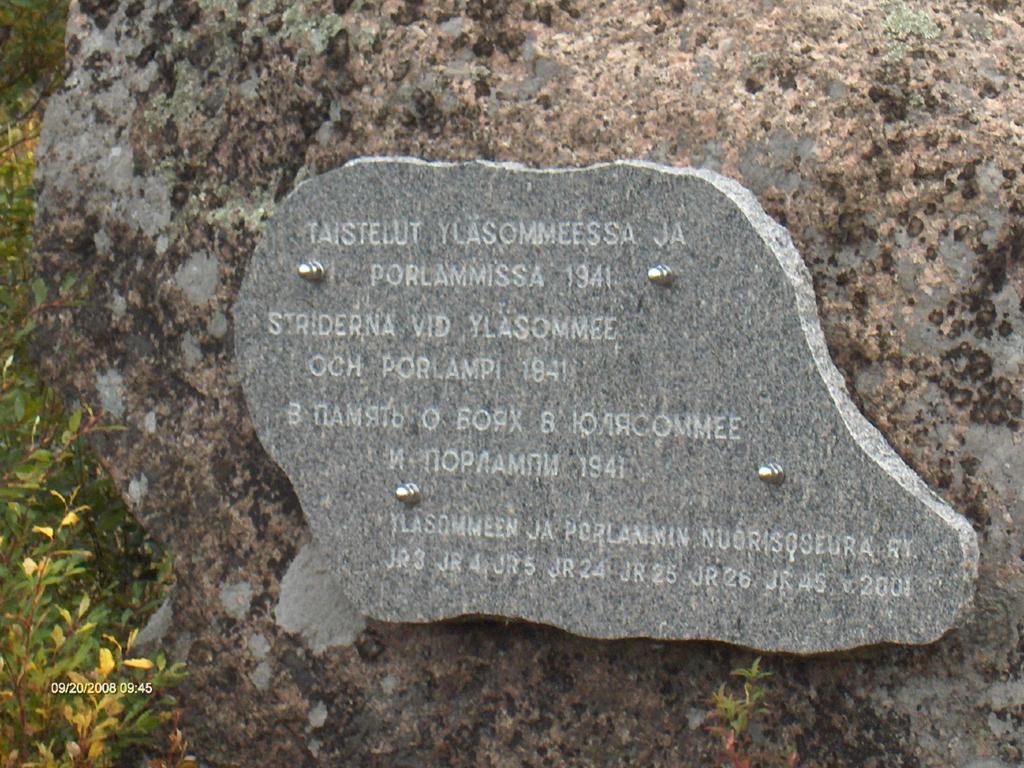 TAISTELUT YLÄSOMMEESSA JA
PORLAMMISSA 1941
STRIDERNA VID YLÄSOMMEE
OCH PORLAMPI 1941
В ПАМЯТЬ О БОЯХ В ЮЛЯСОММЕЕ
И ПОРЛАМПИ 1941
YLÄSOMMEEN JA PORLAMMIN NUORISOSEURA RY
JR3 JR4 JR5 JR24 JR25 JR26 JR45 v.2001
09/20/2008 09:45